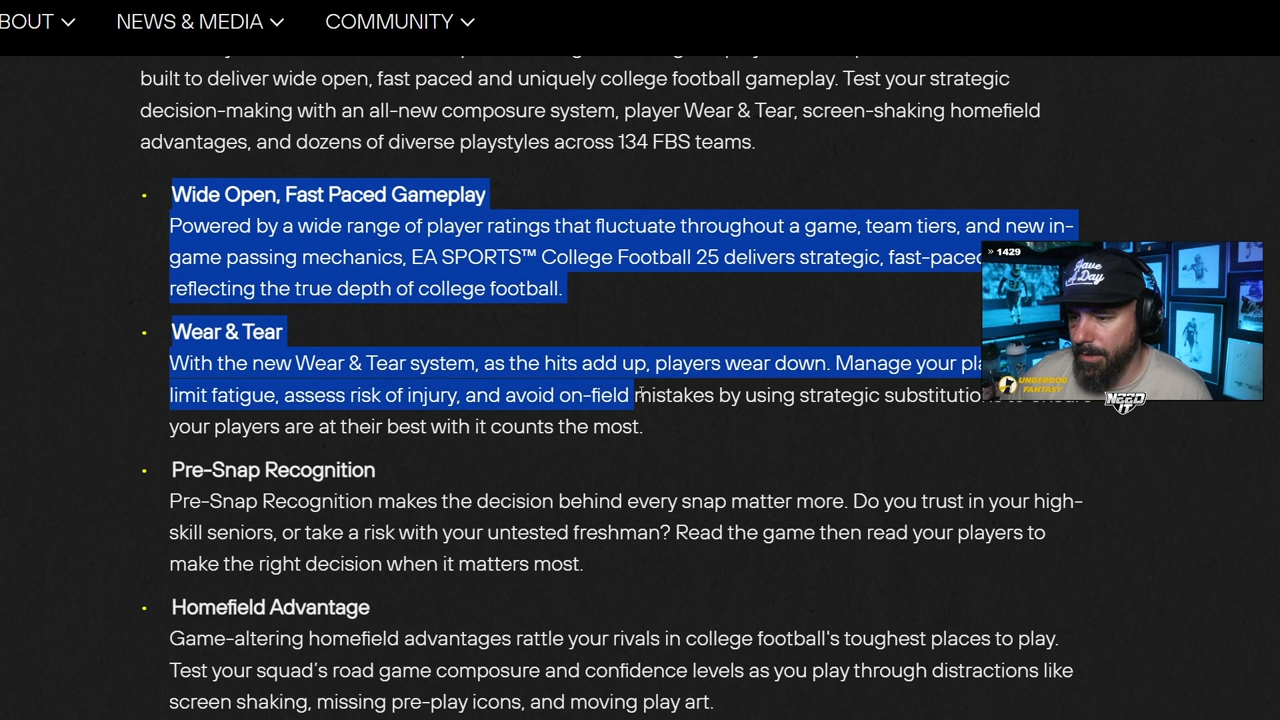 BOUT NEWS & MEDIA COMMUNITY
built to deliver wide open, fast paced and uniquely college football gameplay. Test your strategic
decision-making with an all-new composure system, player Wear & Tear, screen-shaking homefield
advantages, and dozens of diverse playstyles across 134 FBS teams.
Wide Open, Fast Paced Gameplay
Powered by a wide range of player ratings that fluctuate throughout a game, team tiers, and new in-
game passing mechanics, EA SPORTS™ College Football 25 delivers strategic, fast-paced
reflecting the true depth of college football.
Wear & Tear
With the new Wear & Tear system, as the hits add up, players wear down. Manage your
limit fatigue, assess risk of injury, and avoid on-field mistakes by using strategic
your players are at their best with it counts the most.
Pre-Snap Recognition
Pre-Snap Recognition makes the decision behind every snap matter more. Do you trust in your high-
skill seniors, or take a risk with your untested freshman? Read the game then read your players to
make the right decision when it matters most.
Homefield Advantage
Game-altering homefield advantages rattle your rivals in college football's toughest places to play.
Test your squad's road game composure and confidence levels as you play through distractions like
screen shaking, missing pre-play icons, and moving play art.
» 1429
Have
Day
UNDERDOG
FANTASY
NEED
IT